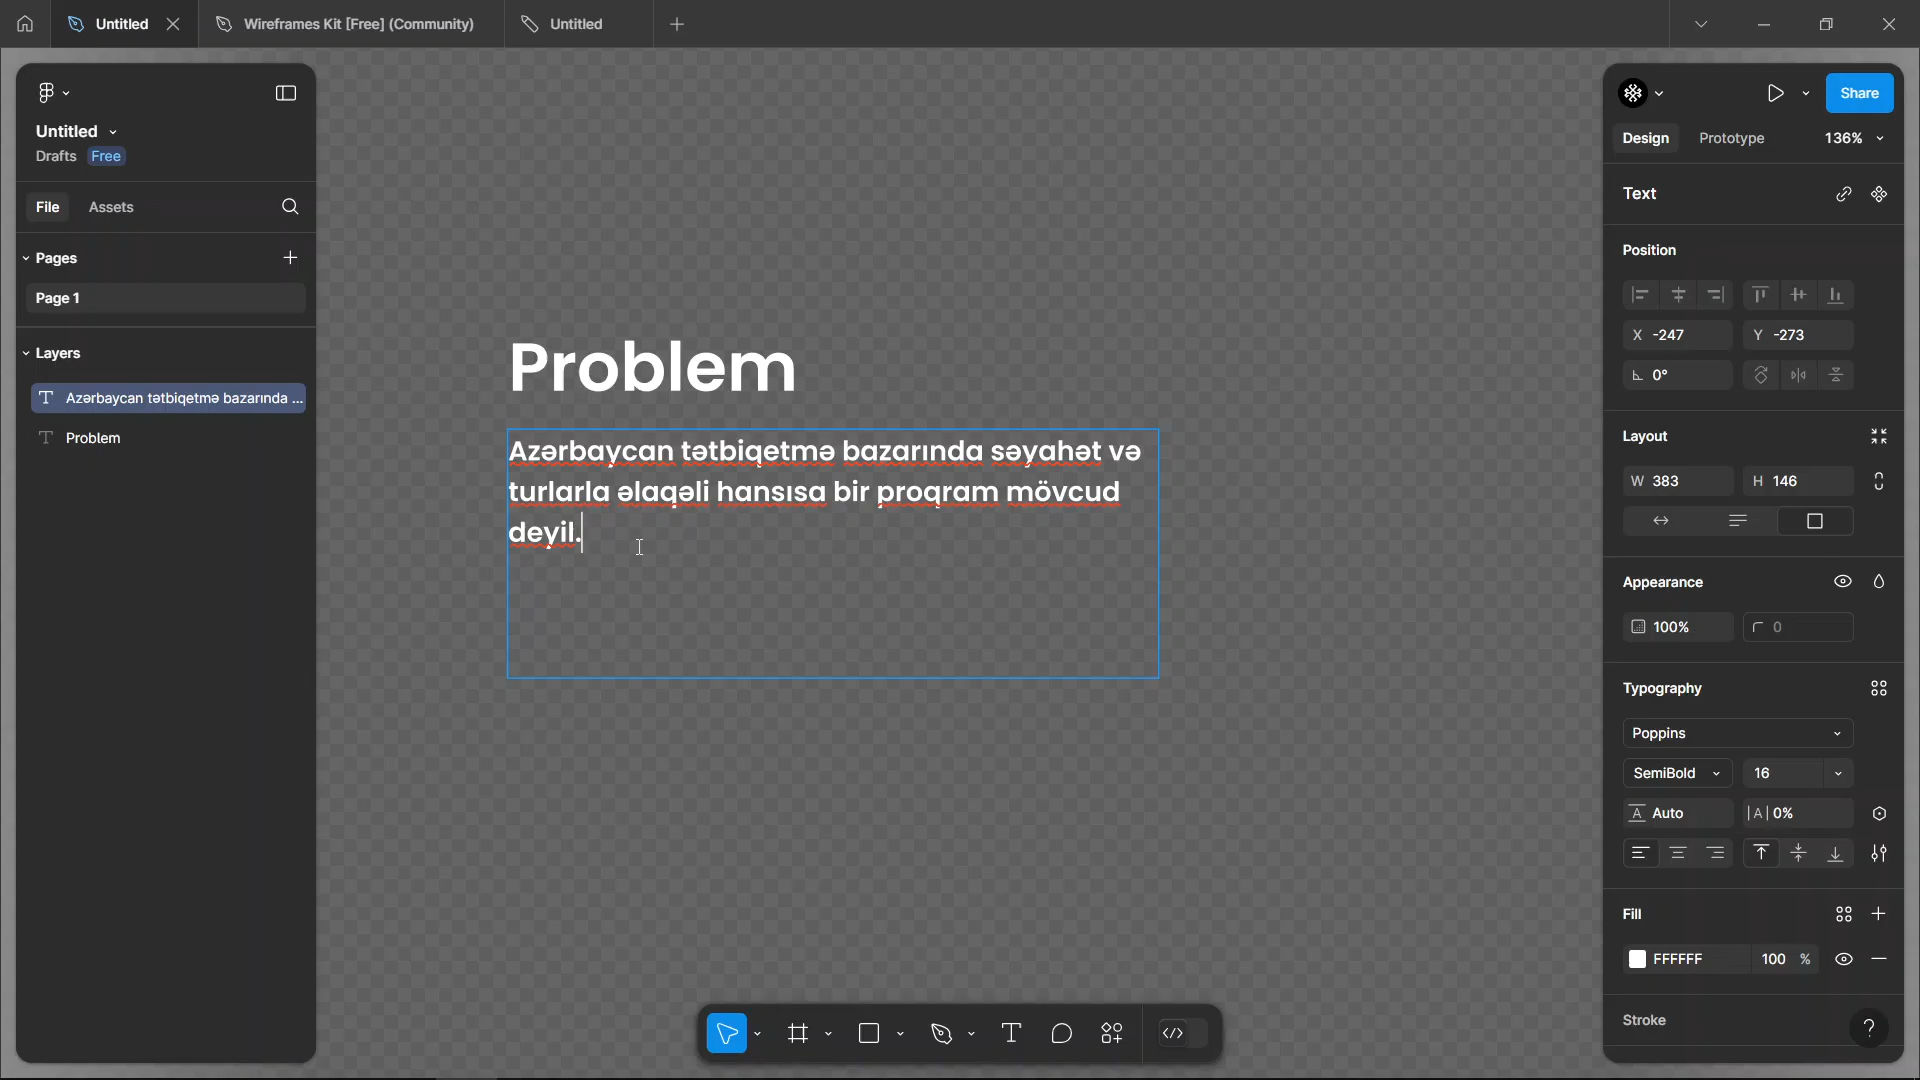 Untitled
Wireframes Kit [Free] (Community)
Untitled
Untitled
Drafts Free
File Assets
Pages
Page 1
Layers
Azərbaycan tətbiqetmə bazarında ...
Problem
Problem
Azərbaycan tətbiqetmə bazarında səyahət və
turlarla əlaqəli hansısa bir proqram mövcud
deyil.
Share
Design Prototype 136%
Text
Position
X -247 Y -273
0°
Layout
W 383 H 146
Appearance
100% 0
Typography
Poppins
SemiBold 16
A Auto |A| 0%
Fill
FFFFFF 100 %
Stroke
?